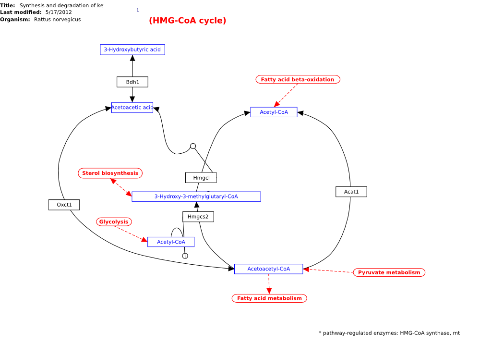 Title: Synthesis and degradation of ke
1
Last modified: 5/17/2012
Organism: Rattus norvegicus
(HMG-CoA cycle)
3-Hydroxybutyric acid
Bdh1
Fatty acid beta-oxidation
Acetoacetic acid
Acetyl-CoA
Sterol biosynthesis
Hmgc
Acat1
3-Hydroxy-3-methylglutaryl-CoA
Oxct1
Hmgcs2
Glycolysis
Acetyl-CoA
Acetoacetyl-CoA
Pyruvate metabolism
Fatty acid metabolism
* pathway-regulated enzymes: HMG-CoA synthase, mt